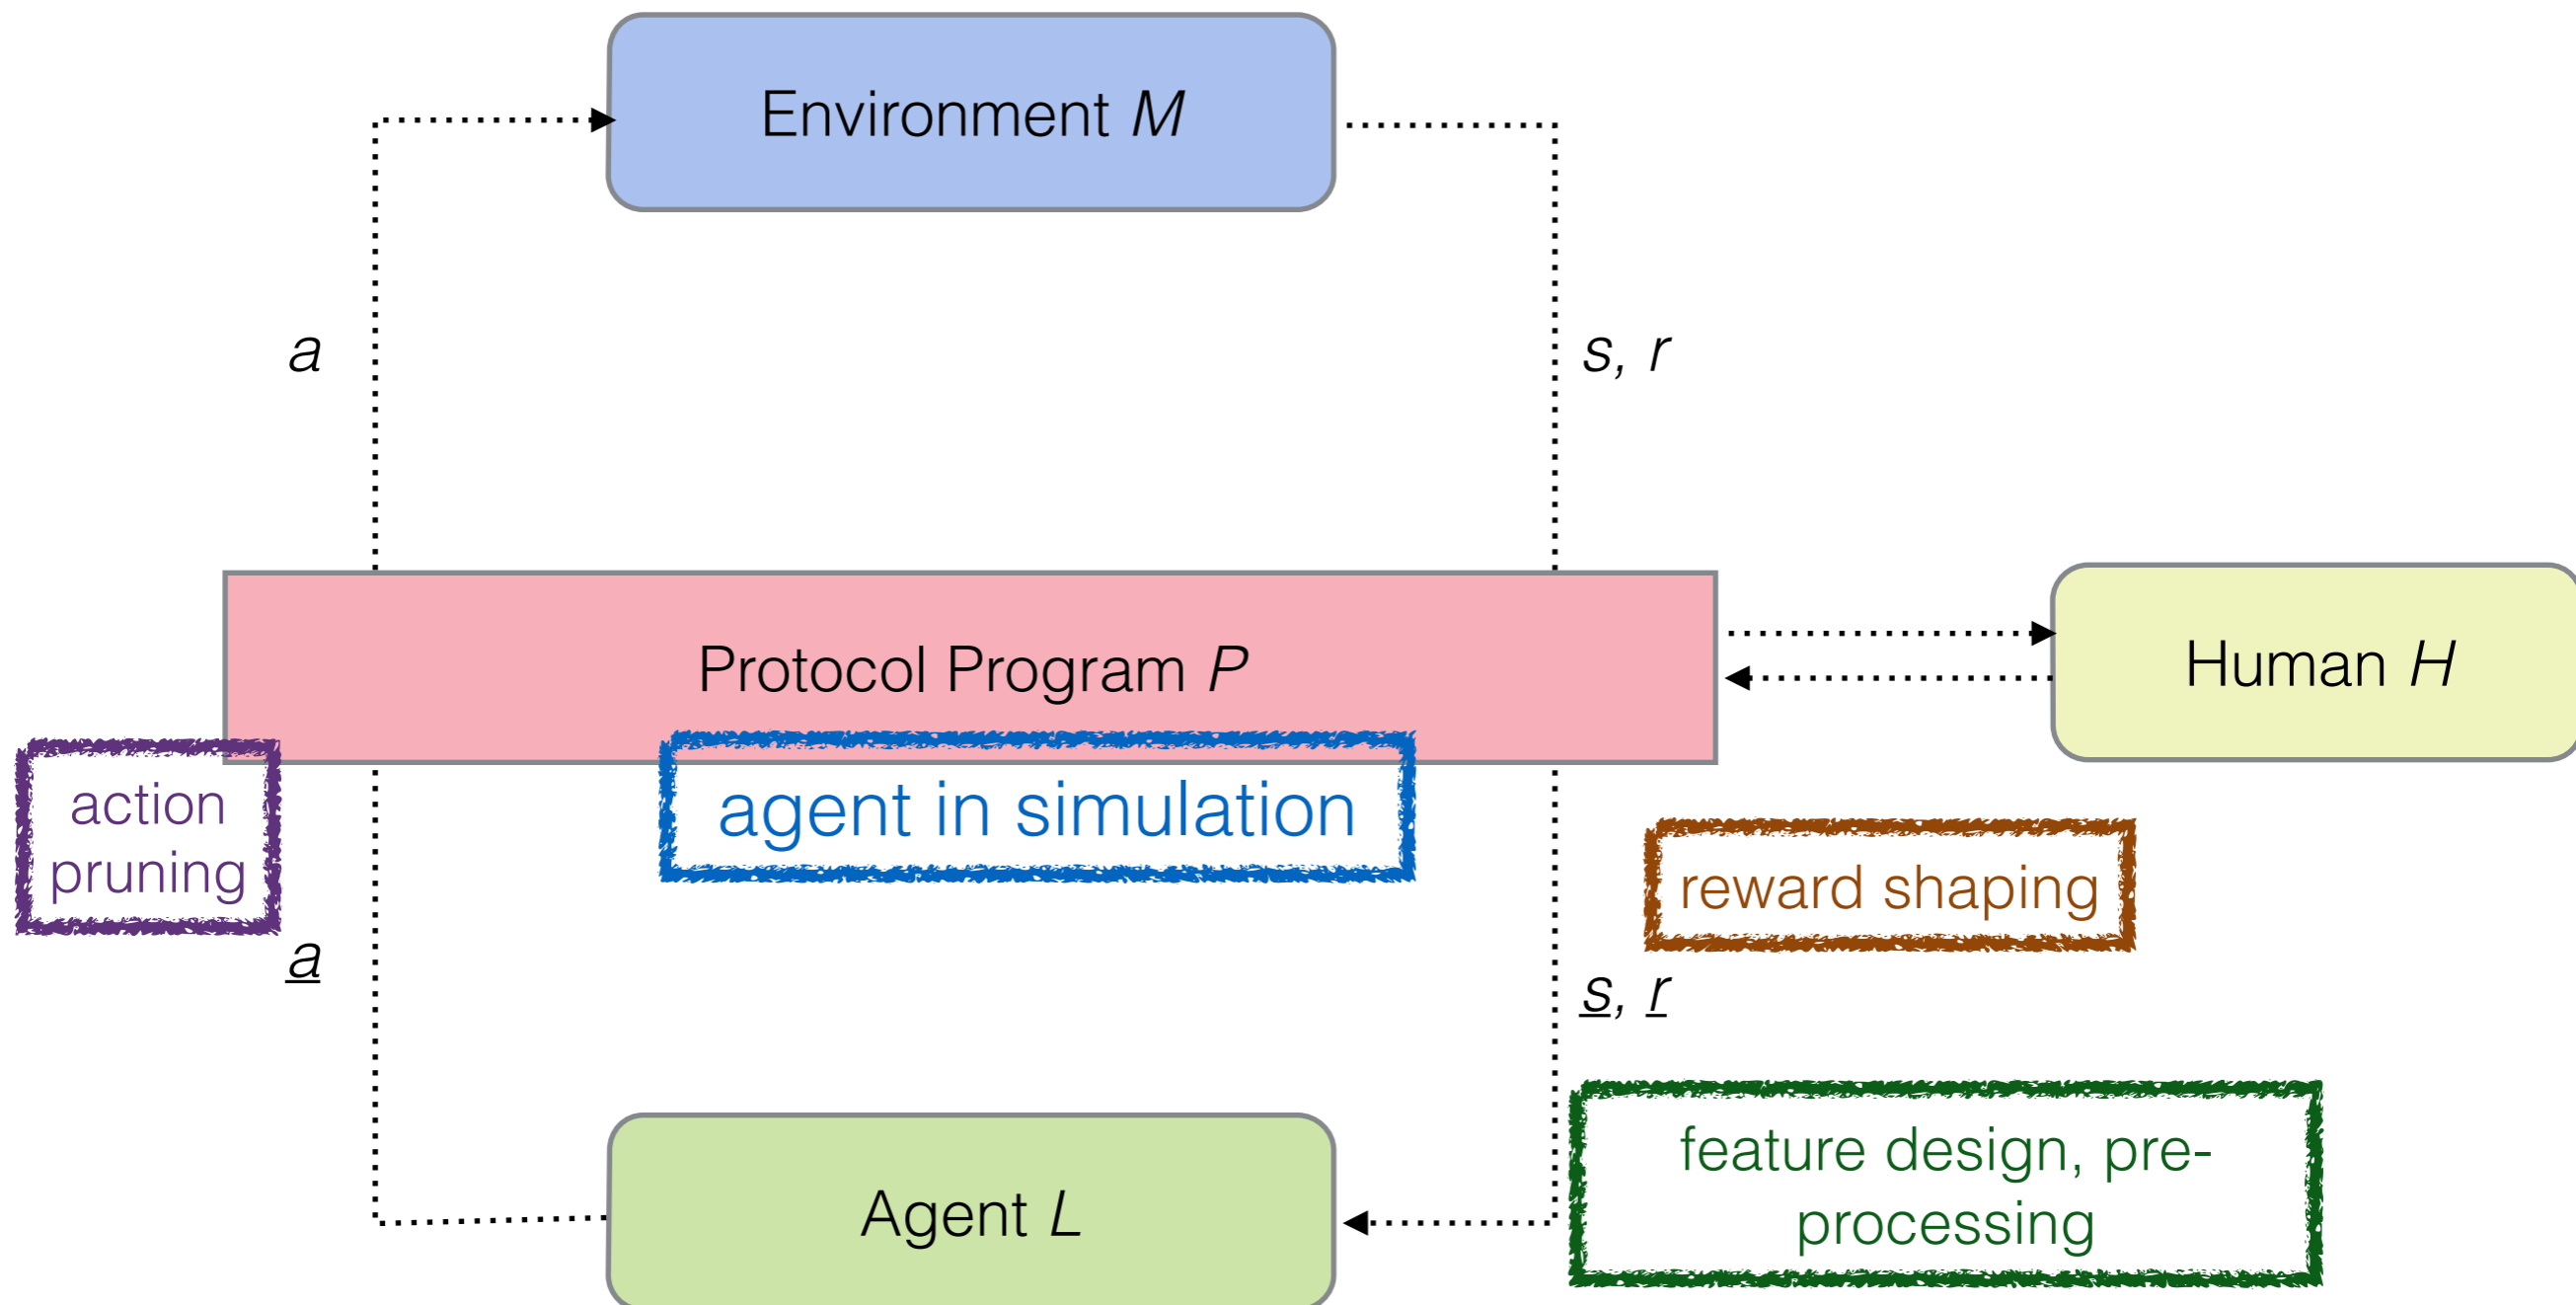 Environment M
a
s, r
Protocol Program P
Human H
action
pruning
agent in simulation
reward shaping
a
s, r
feature design, pre-
processing
Agent L